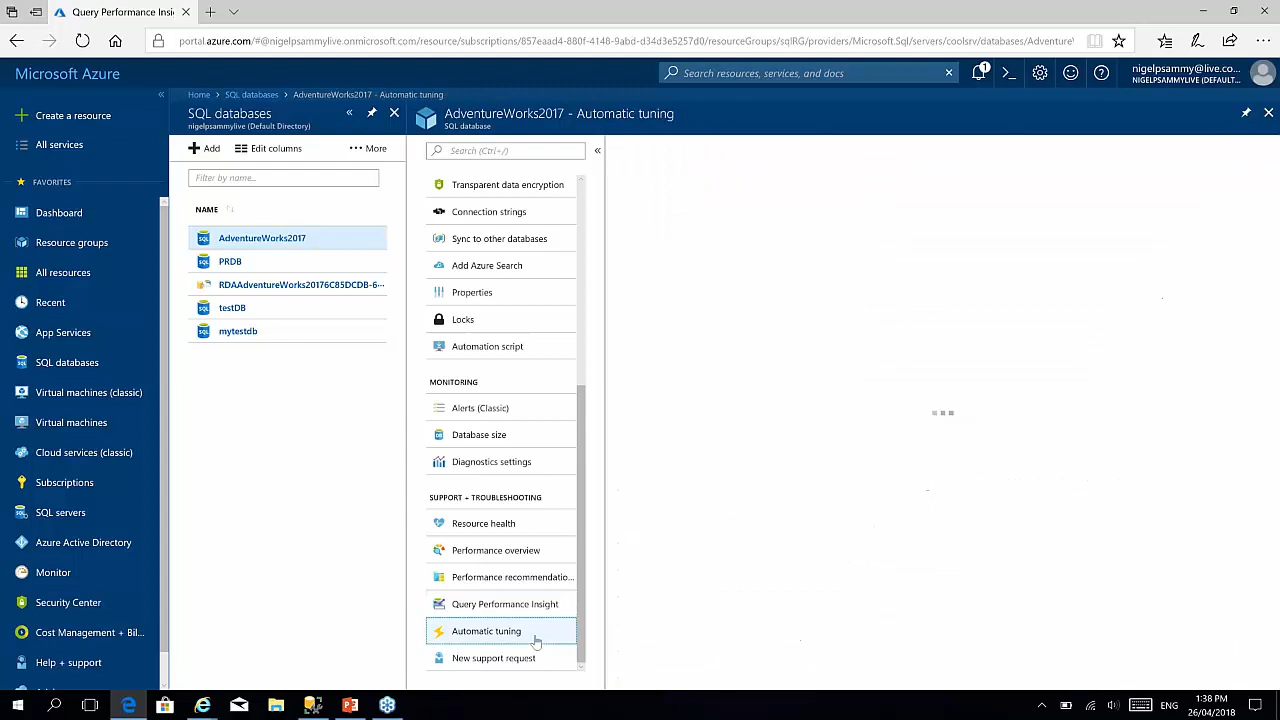 Query Performance Insi
portal.azure.com/#@nigelpsammylive.onmicrosoft.com/resource/subscriptions/857eaad4-880f-4148-9abd-d34d3e5257d0/resourceGroups/sqlRG/providers/Microsoft.Sql/servers/coolsrv/databases/Adventure
Microsoft Azure
Search resources, services, and docs
1
nigelpsammy@live.co...
NIGELPSAMMYLIVE (DEFAULT...
Home > SQL databases > AdventureWorks2017 - Automatic tuning
Create a resource
All services
FAVORITES
Dashboard
Resource groups
All resources
Recent
App Services
SQL databases
Virtual machines (classic)
Virtual machines
Cloud services (classic)
Subscriptions
SQL servers
Azure Active Directory
Monitor
Security Center
Cost Management + Bil...
Help + support
SQL databases
nigelpsammylive (Default Directory)
Add
Edit columns
More
Filter by name...
NAME
AdventureWorks2017
PRDB
RDAAdventureWorks20176C85DCDB-6···
testDB
mytestdb
AdventureWorks2017 - Automatic tuning
SQL database
Search (Ctrl+/)
Transparent data encryption
Connection strings
Sync to other databases
Add Azure Search
Properties
Locks
Automation script
MONITORING
Alerts (Classic)
Database size
Diagnostics settings
SUPPORT + TROUBLESHOOTING
Resource health
Performance overview
Performance recommendatio...
Query Performance Insight
Automatic tuning
New support request
ENG
1:38 PM
26/04/2018